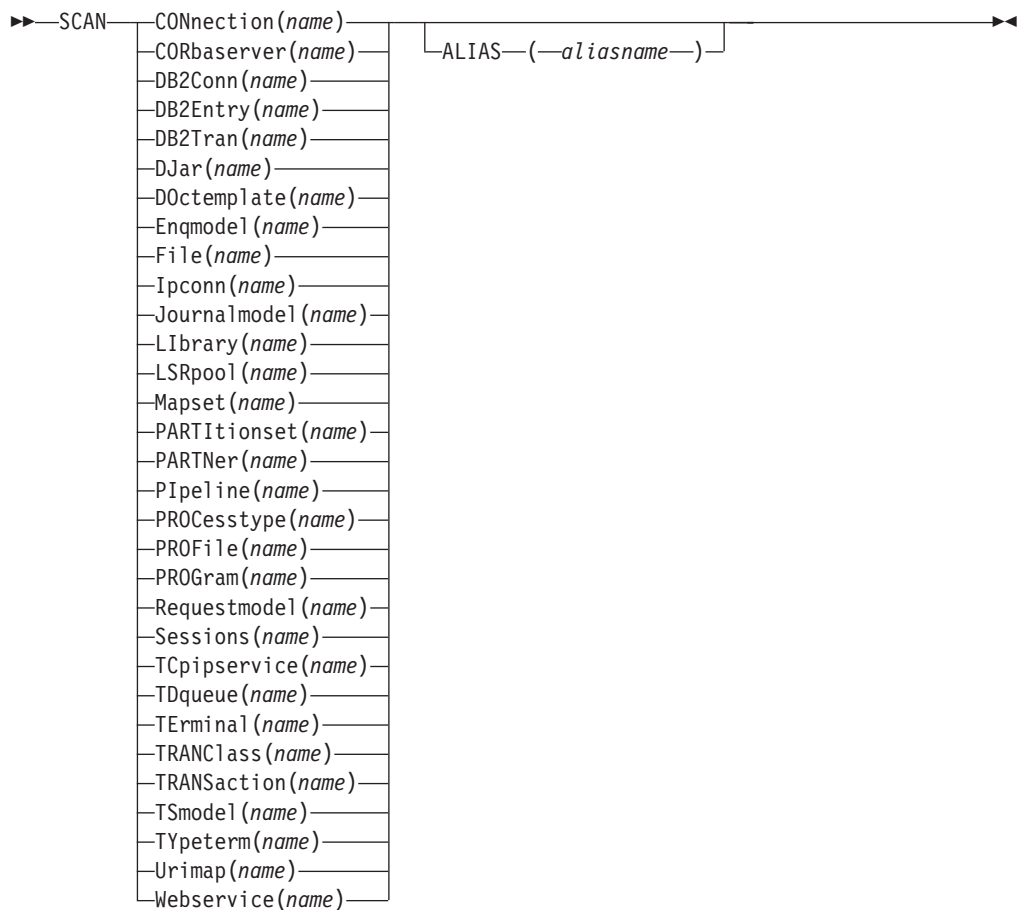 SCAN CONnection(name)
CORbaserver(name) ALIAS ( aliasname )
DB2Conn(name)
DB2Entry(name)
DB2Tran(name)
DJar(name)
DOctemplate(name)
Enqmodel(name)
File(name)
Ipconn(name)
Journalmodel(name)
LIbrary(name)
LSRpool(name)
Mapset(name)
PARTItionset(name)
PARTNer(name)
PIpeline(name)
PROCesstype(name)
PROFile(name)
PROGram(name)
Requestmodel(name)
Sessions(name)
TCpipservice(name)
TDqueue(name)
TErminal(name)
TRANClass(name)
TRANSaction(name)
TSmodel(name)
TYpeterm(name)
Urimap(name)
Webservice(name)